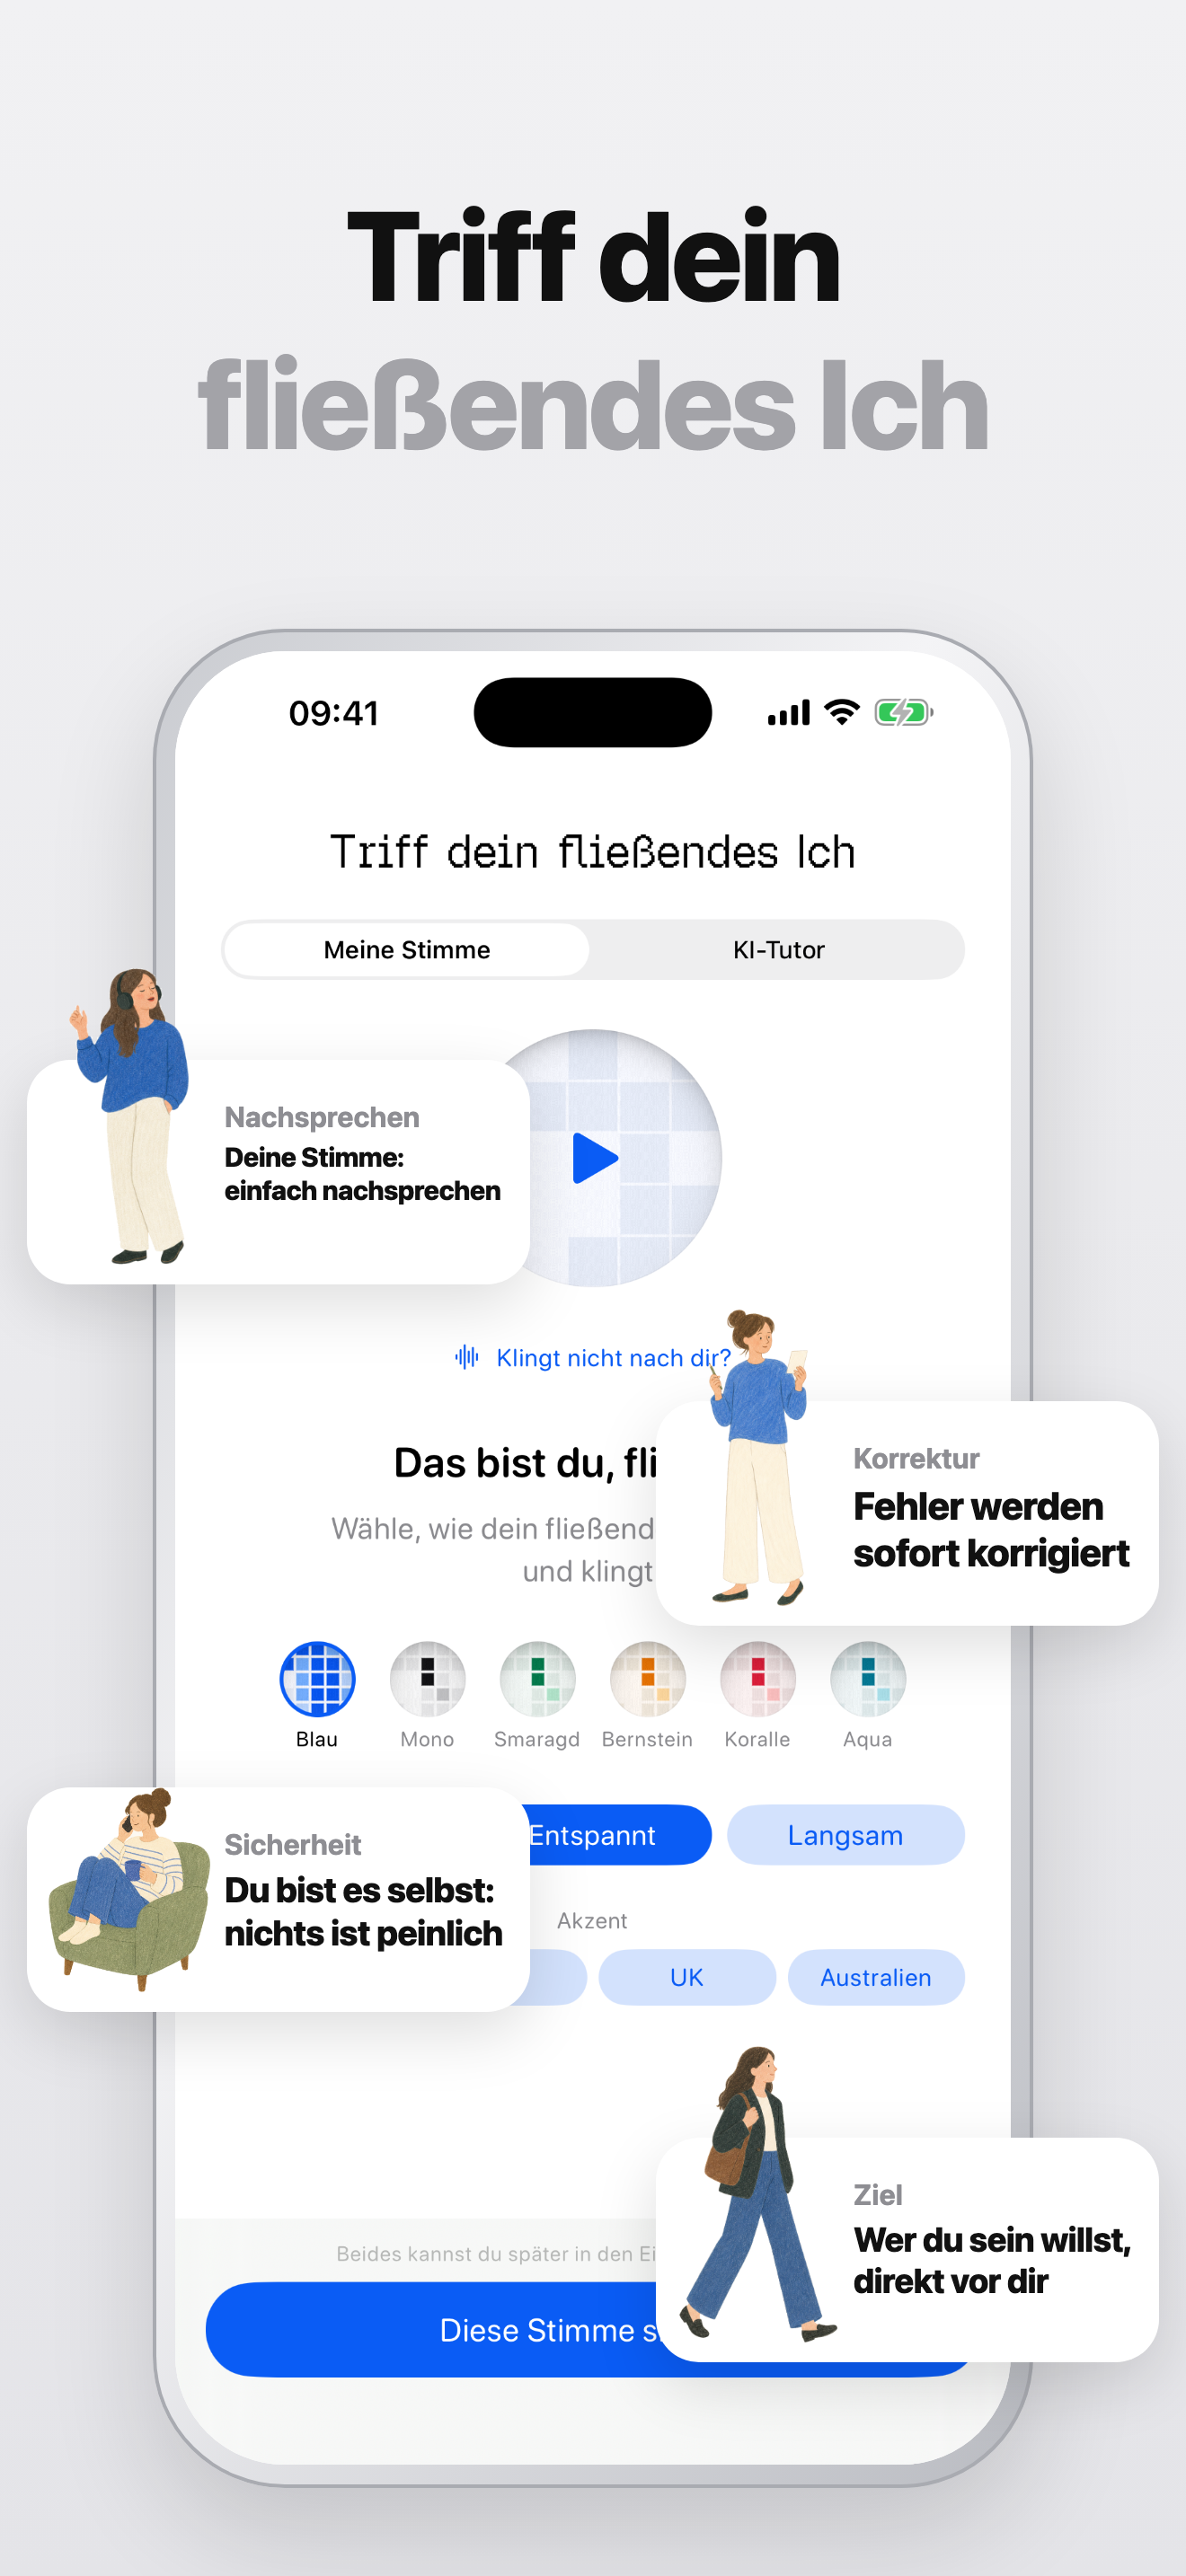 Triff dein
fließendes Ich
09:41
Triff dein fließendes Ich
Meine Stimme
KI-Tutor
Nachsprechen
Deine Stimme:
einfach nachsprechen
Klingt nicht nach dir?
Das bist du,
Korrektur
Fehler werden
sofort korrigiert
Wähle, wie dein
und klingt
Blau
Mono
Smaragd
Bernstein
Koralle
Aqua
Entspannt
Langsam
Sicherheit
Du bist es selbst:
nichts ist peinlich
Akzent
UK
Australien
Ziel
Wer du sein willst,
direkt vor dir
Beides kannst du später in den
Diese Stimme